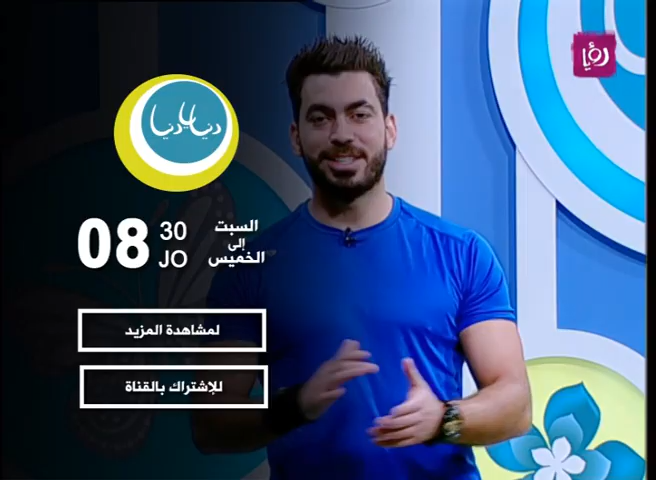 رؤيا
دنيا يا دنيا
08
30
JO
السبت
إلى
الخميس
لمشاهدة المزيد
للإشتراك بالقناة